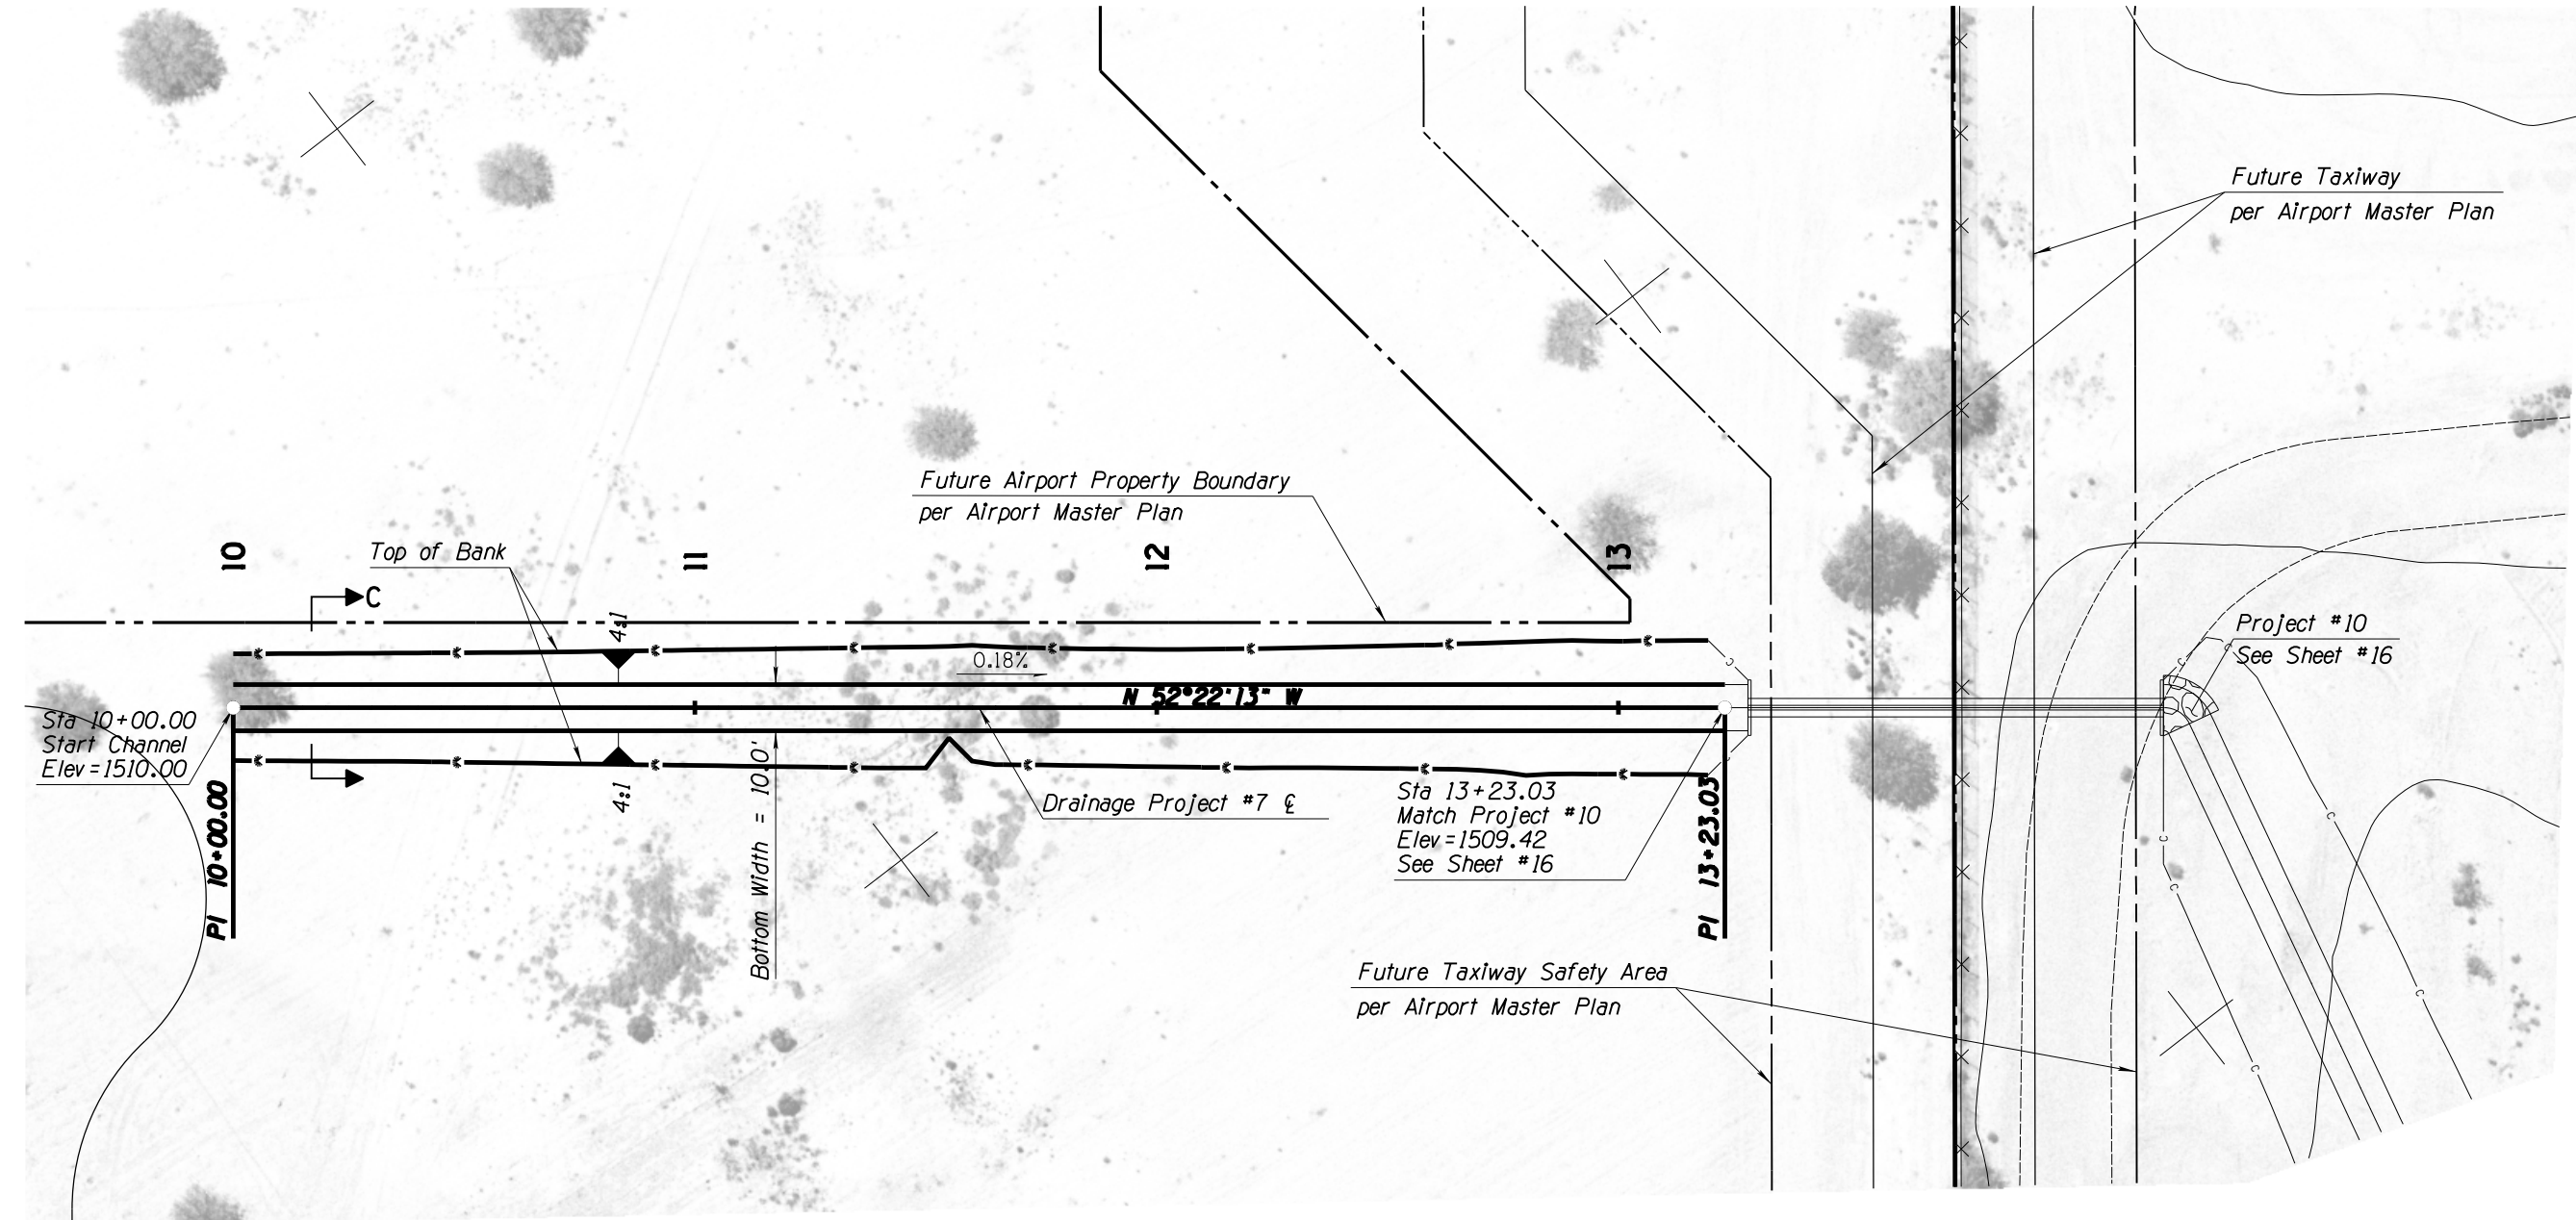 Future Taxiway
per Airport Master Plan
Future Airport Property Boundary
per Airport Master Plan
10
11
12
13
Top of Bank
C
4:1
0.18%
N 52°22'13" W
Project #10
See Sheet #16
Sta 10+00.00
Start Channel
Elev=1510.00
PI 10+00.00
4:1
Bottom Width = 10.0'
Drainage Project #7 ℄
Sta 13+23.03
Match Project #10
Elev=1509.42
See Sheet #16
PI 13+23.03
Future Taxiway Safety Area
per Airport Master Plan
C
C
C
C
C
C
C
C